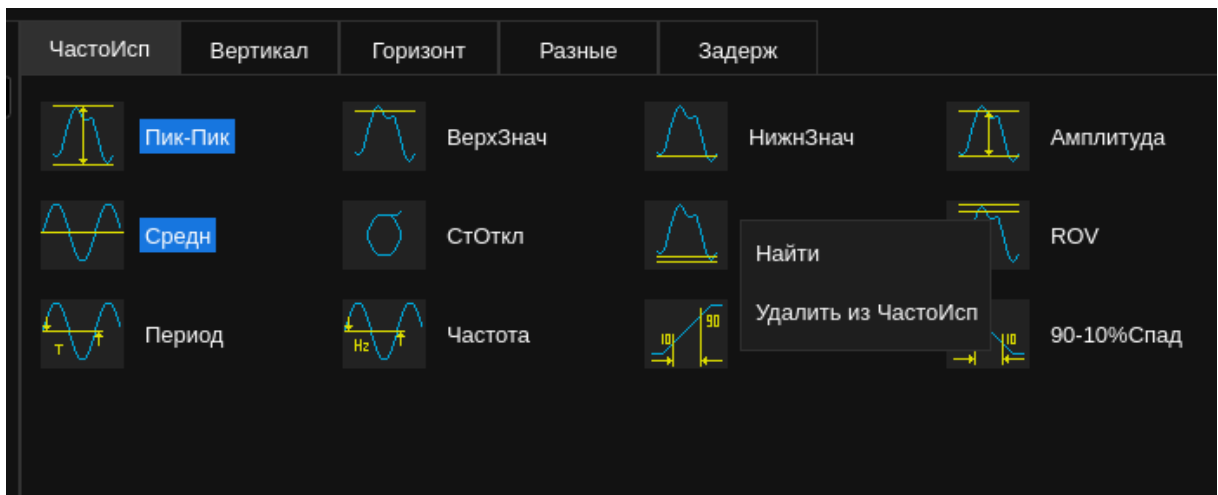 ЧастоИсп Вертикал Горизонт Разные Задерж
Пик-Пик ВерхЗнач НижнЗнач Амплитуда
Средн СтОткл ROV
Найти
Период Частота 90-10%Спад
Удалить из ЧастоИсп
T Hz 10 90 10